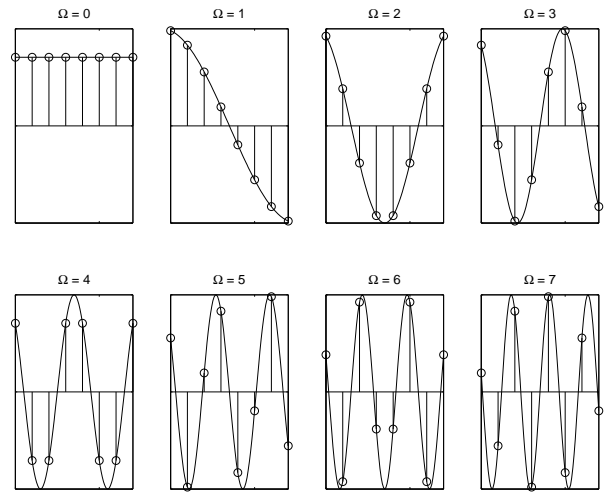 Ω = 0
Ω = 1
Ω = 2
Ω = 3
Ω = 4
Ω = 5
Ω = 6
Ω = 7